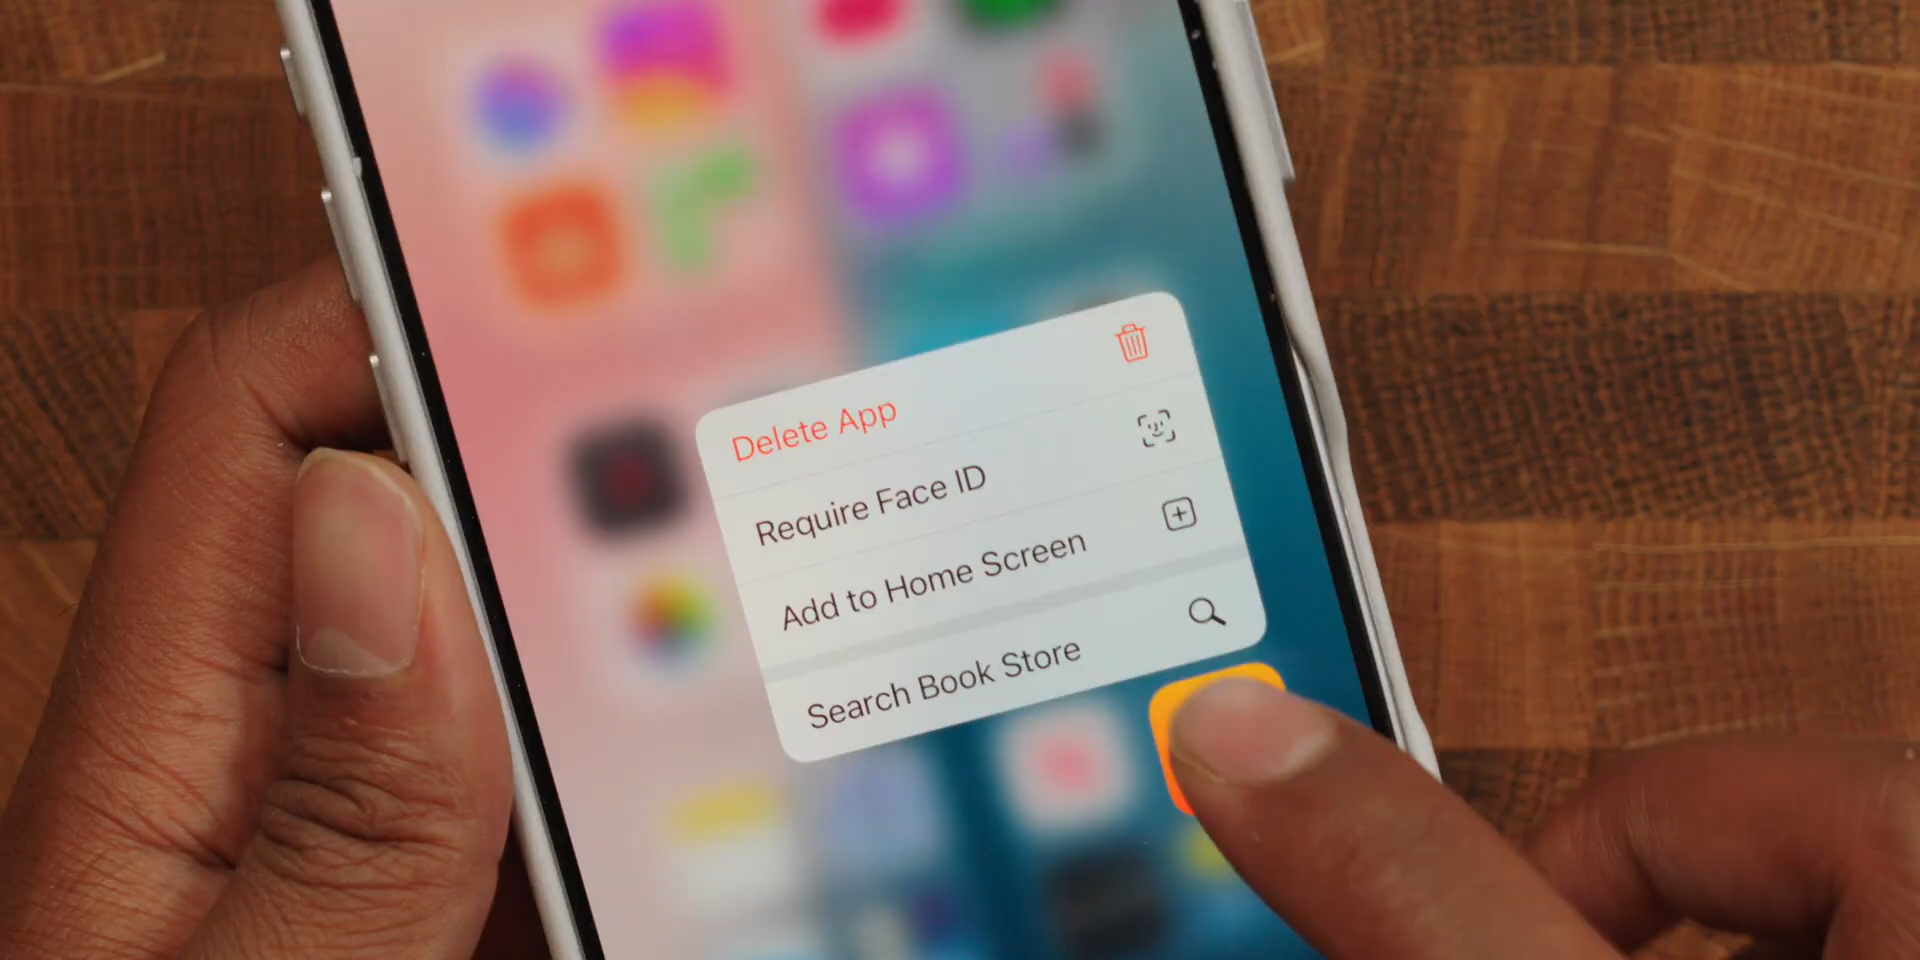 Delete App
Require Face ID
Add to Home Screen
Search Book Store